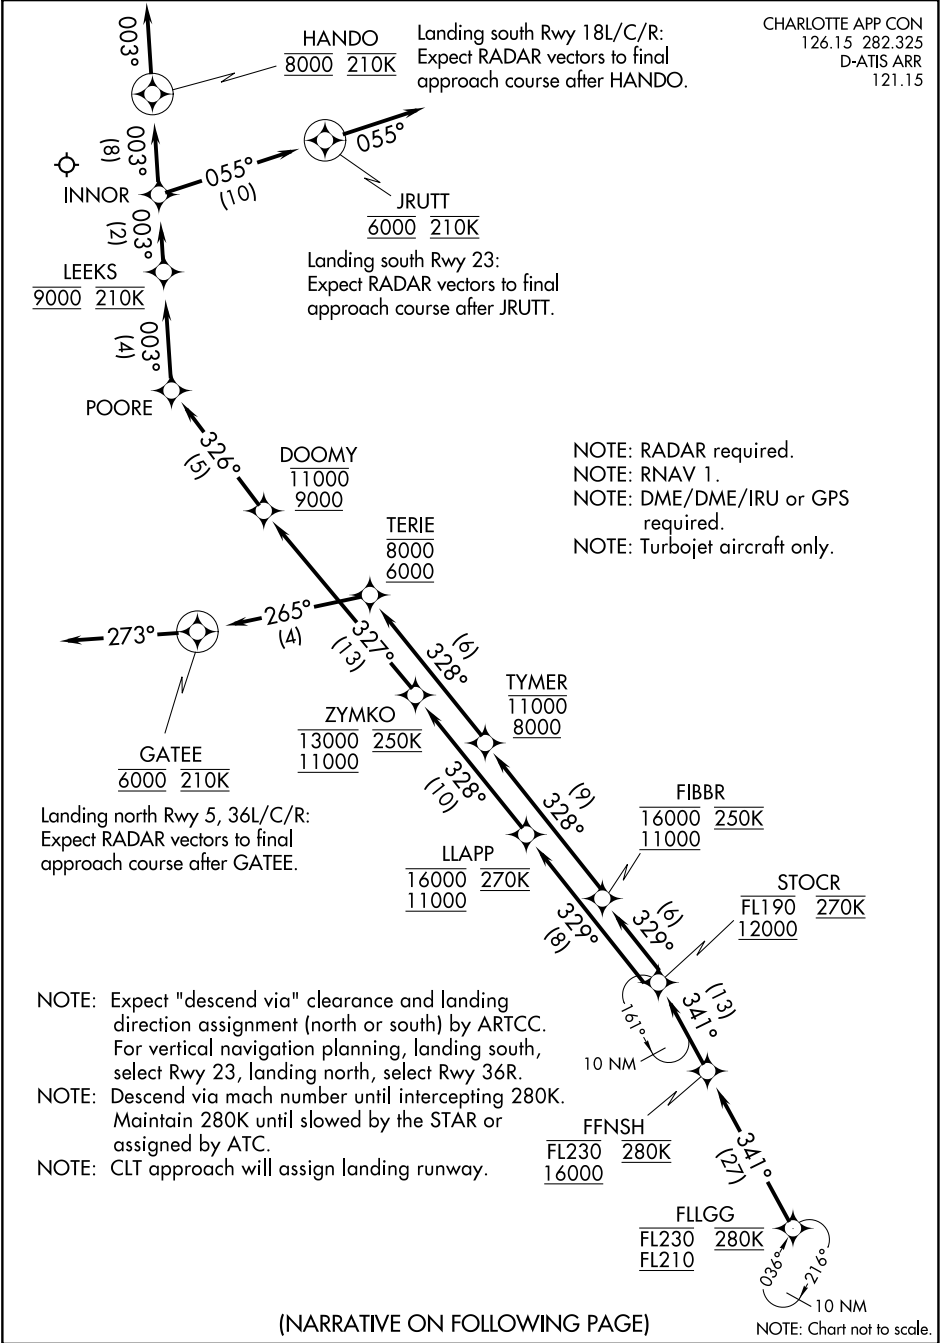 CHARLOTTE APP CON
126.15 282.325
D-ATIS ARR
121.15
003°
HANDO
8000 210K
Landing south Rwy 18L/C/R:
Expect RADAR vectors to final
approach course after HANDO.
003°
(8)
055°
(10)
055°
INNOR
JRUTT
6000 210K
Landing south Rwy 23:
Expect RADAR vectors to final
approach course after JRUTT.
003°
(2)
LEEKS
9000 210K
003°
(4)
POORE
326°
(5)
DOOMY
11000
9000
NOTE: RADAR required.
NOTE: RNAV 1.
NOTE: DME/DME/IRU or GPS
required.
NOTE: Turbojet aircraft only.
TERIE
8000
6000
273°
265°
(4)
327°
(13)
328°
(6)
TYMER
11000
8000
ZYMKO
13000 250K
11000
GATEE
6000 210K
Landing north Rwy 5, 36L/C/R:
Expect RADAR vectors to final
approach course after GATEE.
328°
(10)
328°
(9)
FIBBR
16000 250K
11000
LLAPP
16000 270K
11000
STOCR
FL190 270K
12000
329°
(8)
329°
(6)
161°
10 NM
341°
(13)
NOTE: Expect "descend via" clearance and landing
direction assignment (north or south) by ARTCC.
For vertical navigation planning, landing south,
select Rwy 23, landing north, select Rwy 36R.
NOTE: Descend via mach number until intercepting 280K.
Maintain 280K until slowed by the STAR or
assigned by ATC.
NOTE: CLT approach will assign landing runway.
FFNSH
FL230 280K
16000
341°
(27)
FLLGG
FL230 280K
FL210
036°
216°
10 NM
(NARRATIVE ON FOLLOWING PAGE)
NOTE: Chart not to scale.